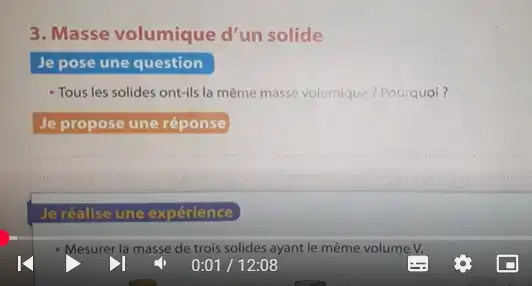 3. Masse volumique d'un solide
Je pose une question
• Tous les solides ont-ils la même masse volumique ? Pourquoi ?
Je propose une réponse
Je réalise une expérience
• Mesurer la masse de trois solides ayant le même volume V.
0:01 / 12:08